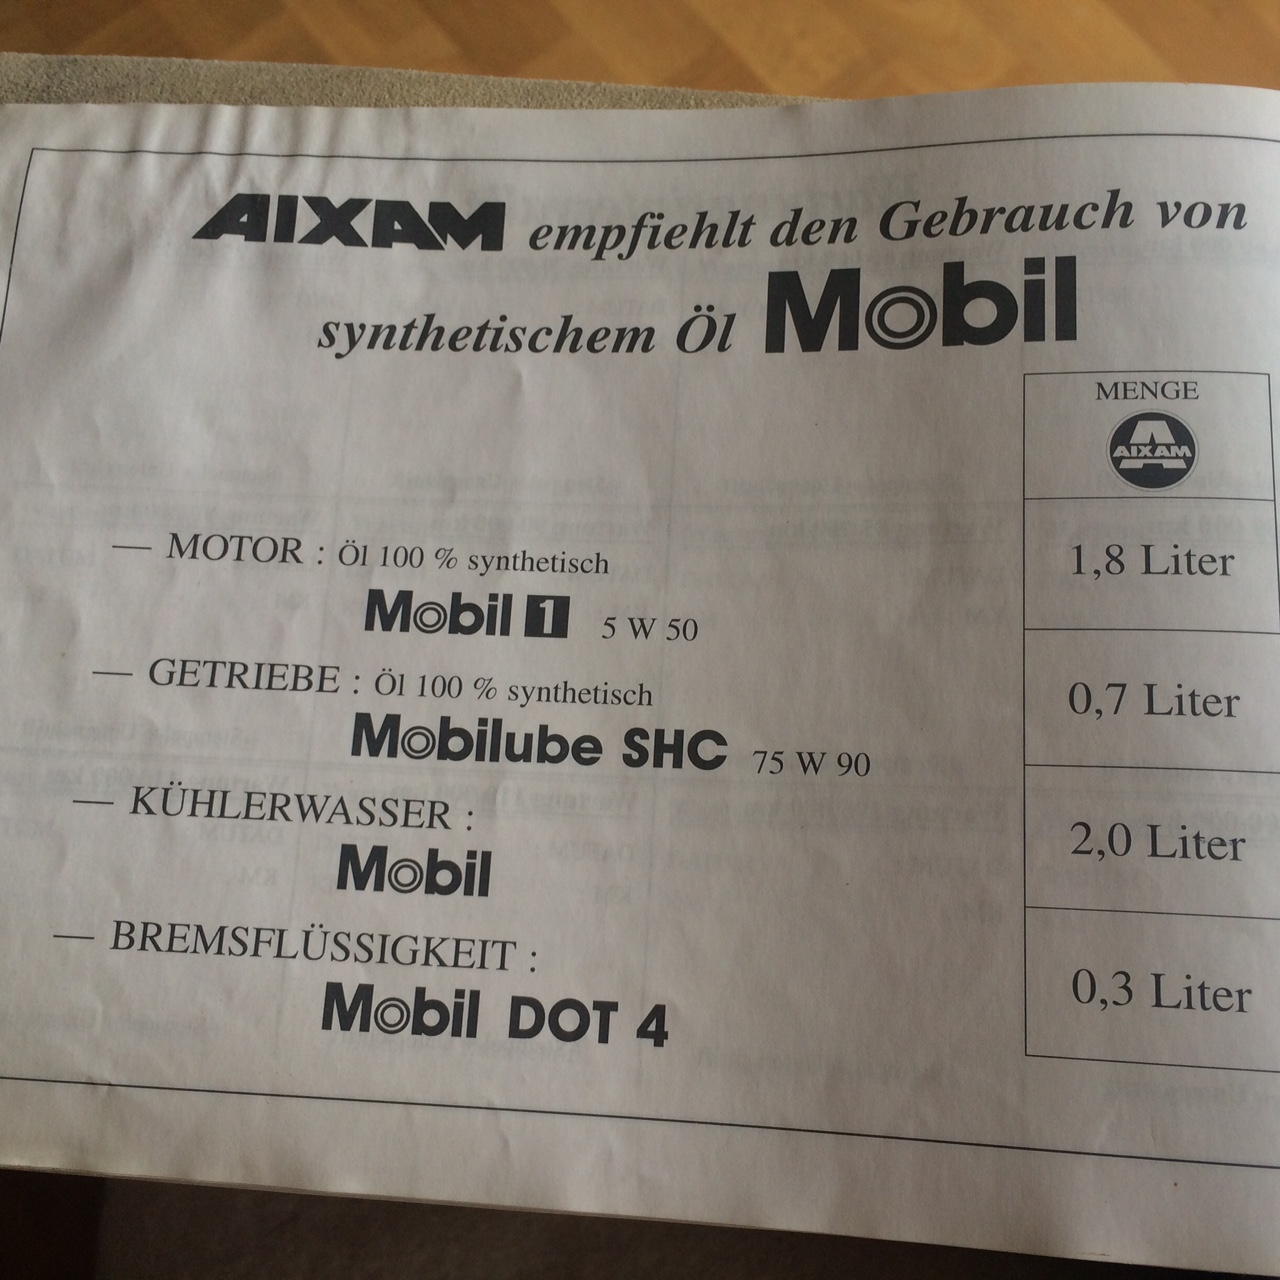 AIXAM empfiehlt den Gebrauch von
synthetischem Öl Mobil
MENGE
AIXAM
— MOTOR : Öl 100 % synthetisch
Mobil 1 5 W 50
1,8 Liter
— GETRIEBE : Öl 100 % synthetisch
Mobilube SHC 75 W 90
0,7 Liter
— KÜHLERWASSER :
Mobil
2,0 Liter
— BREMSFLÜSSIGKEIT :
Mobil DOT 4
0,3 Liter